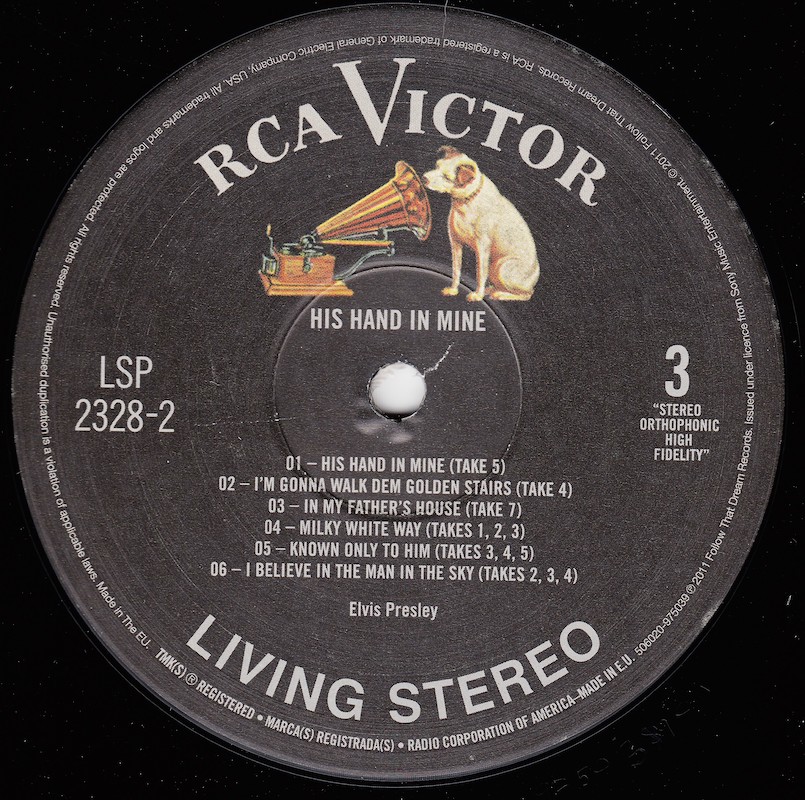 RCA VICTOR
HIS HAND IN MINE
LSP
2328-2
3
"STEREO
ORTHOPHONIC
HIGH
FIDELITY"
01 – HIS HAND IN MINE (TAKE 5)
02 – I'M GONNA WALK DEM GOLDEN STAIRS (TAKE 4)
03 – IN MY FATHER'S HOUSE (TAKE 7)
04 – MILKY WHITE WAY (TAKES 1, 2, 3)
05 – KNOWN ONLY TO HIM (TAKES 3, 4, 5)
06 – I BELIEVE IN THE MAN IN THE SKY (TAKES 2, 3, 4)
Elvis Presley
LIVING STEREO
TMK(S) ® REGISTERED • MARCA(S) REGISTRADA(S) • RADIO CORPORATION OF AMERICA–MADE IN E.U.
506020-975039 ℗ 2011 Follow That Dream Records. Issued under licence from Sony Music Entertainment. © 2011 Follow That Dream Records. RCA is a registered trademark of General Electric Company, USA. All trademarks and logos are protected. All rights reserved. Unauthorised duplication is a violation of applicable laws. Made in The EU.